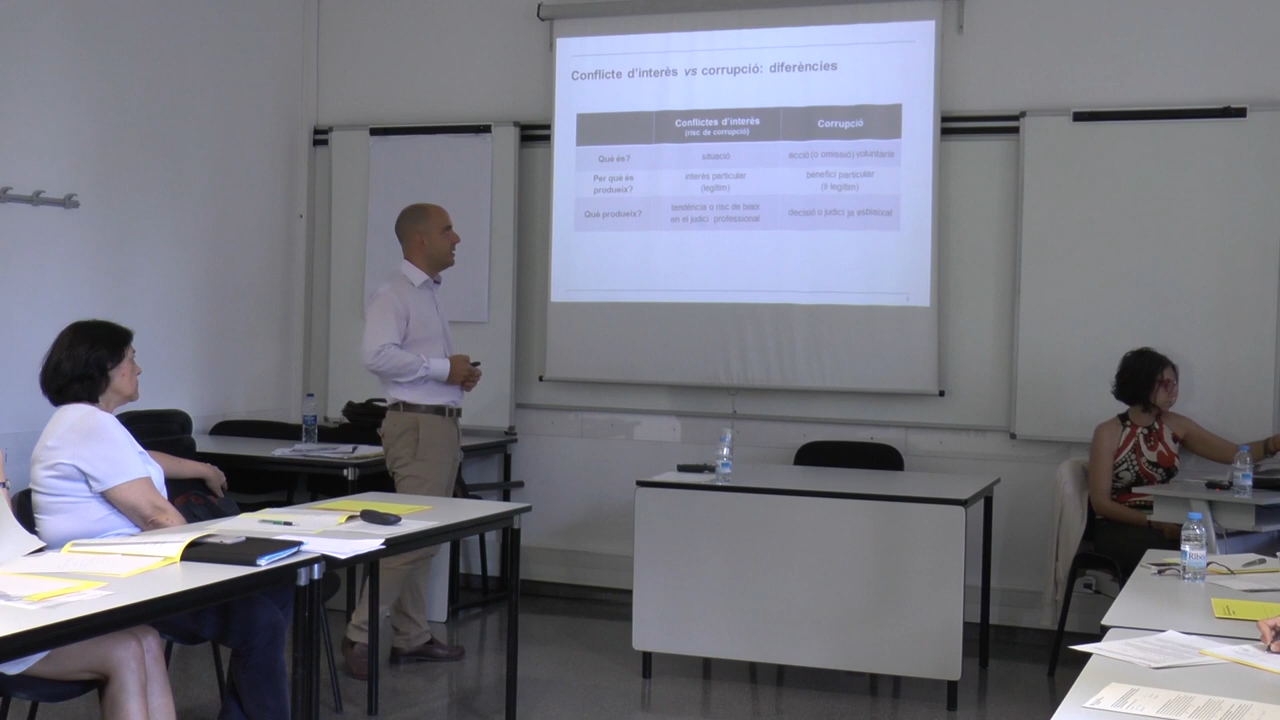 Conflicte d'interès vs corrupció: diferències
Conflictes d'interès
(risc de corrupció)
Corrupció
Què és?
situació
acció (o omissió) voluntària
Per què és
produeix?
interès particular
(legítim)
benefici particular
(il·legítim)
Què produeix?
tendència o risc de biaix
en el judici professional
decisió o judici ja esbiaixat